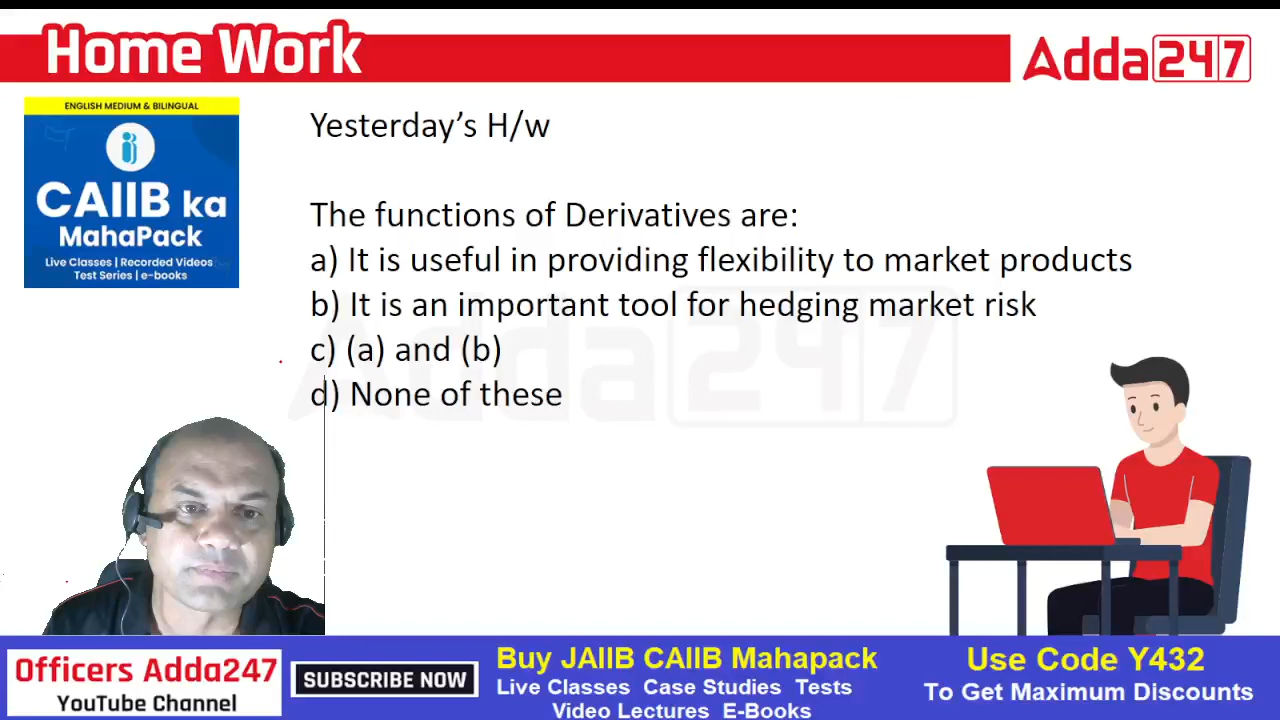 Home Work
Adda247
ENGLISH MEDIUM & BILINGUAL
CAIIB ka
MahaPack
Live Classes | Recorded Videos
Test Series | e-books
Yesterday's H/w
The functions of Derivatives are:
a) It is useful in providing flexibility to market products
b) It is an important tool for hedging market risk
c) (a) and (b)
d) None of these
Adda247
Officers Adda247
YouTube Channel
SUBSCRIBE NOW
Buy JAIIB CAIIB Mahapack
Live Classes Case Studies Tests
Video Lectures E-Books
Use Code Y432
To Get Maximum Discounts